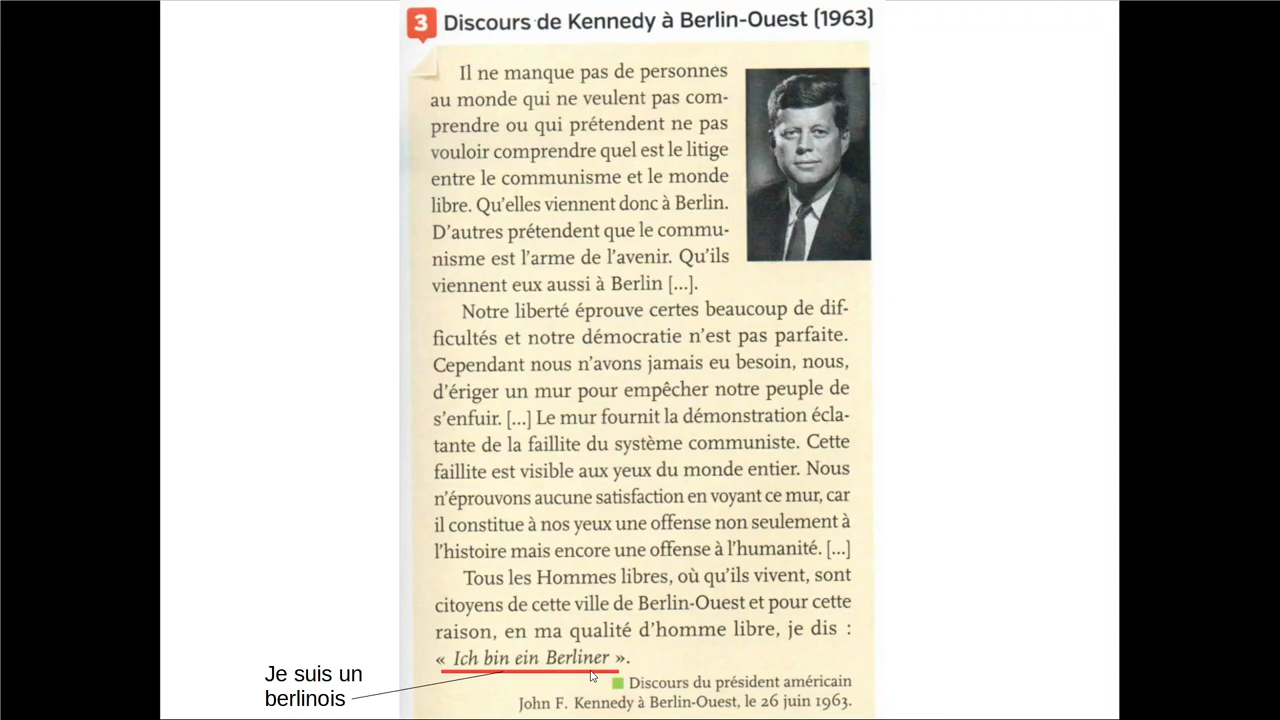 3 Discours de Kennedy à Berlin-Ouest (1963)
Il ne manque pas de personnes
au monde qui ne veulent pas com-
prendre ou qui prétendent ne pas
vouloir comprendre quel est le litige
entre le communisme et le monde
libre. Qu'elles viennent donc à Berlin.
D'autres prétendent que le commu-
nisme est l'arme de l'avenir. Qu'ils
viennent eux aussi à Berlin [...].
Notre liberté éprouve certes beaucoup de dif-
ficultés et notre démocratie n'est pas parfaite.
Cependant nous n'avons jamais eu besoin, nous,
d'ériger un mur pour empêcher notre peuple de
s'enfuir. [...] Le mur fournit la démonstration écla-
tante de la faillite du système communiste. Cette
faillite est visible aux yeux du monde entier. Nous
n'éprouvons aucune satisfaction en voyant ce mur, car
il constitue à nos yeux une offense non seulement à
l'histoire mais encore une offense à l'humanité. [...]
Tous les Hommes libres, où qu'ils vivent, sont
citoyens de cette ville de Berlin-Ouest et pour cette
raison, en ma qualité d'homme libre, je dis :
« Ich bin ein Berliner ».
Je suis un
berlinois
Discours du président américain
John F. Kennedy à Berlin-Ouest, le 26 juin 1963.